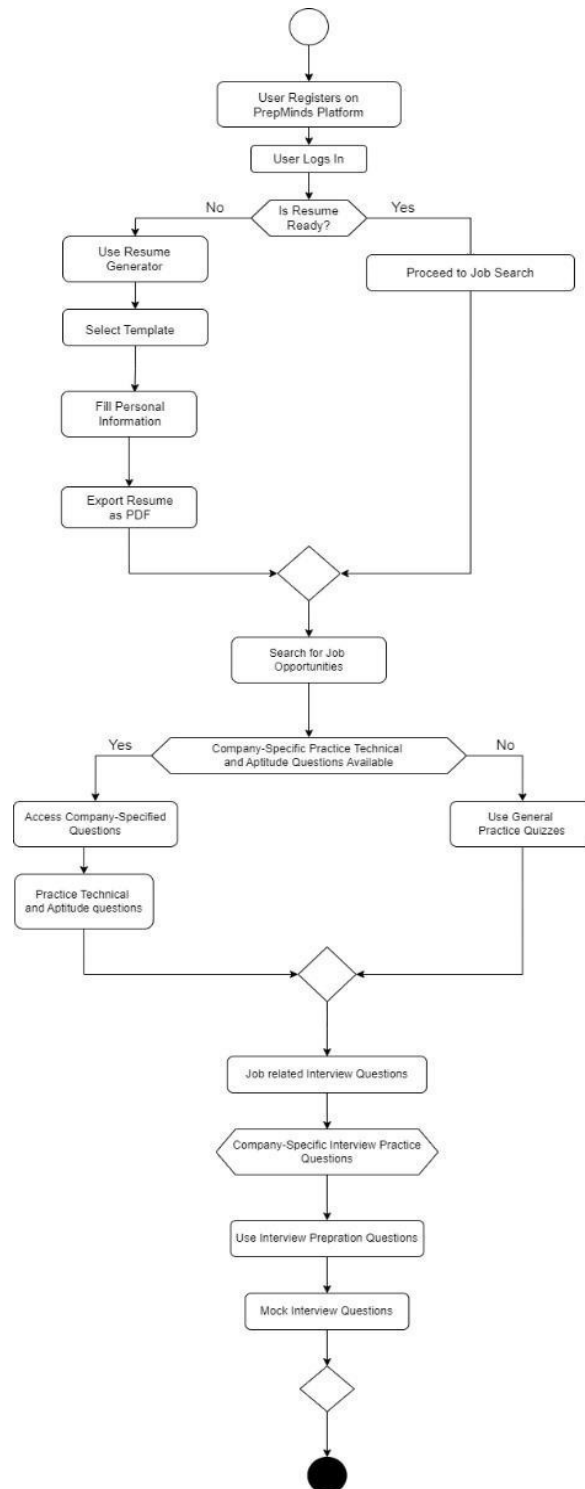 User Registers on
PrepMinds Platform
User Logs In
No
Is Resume
Ready?
Yes
Use Resume
Generator
Proceed to Job Search
Select Template
Fill Personal
Information
Export Resume
as PDF
Search for Job
Opportunities
Yes
Company-Specific Practice Technical
and Aptitude Questions Available
No
Access Company-Specified
Questions
Use General
Practice Quizzes
Practice Technical
and Aptitude questions
Job related Interview Questions
Company-Specific Interview Practice
Questions
Use Interview Prepration Questions
Mock Interview Questions